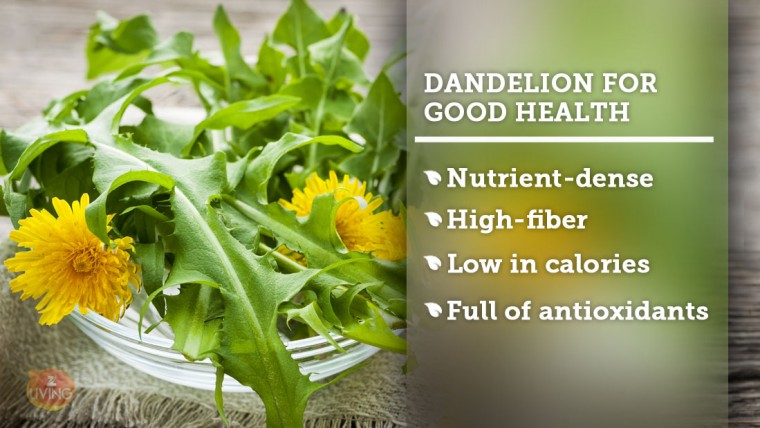 DANDELION FOR
GOOD HEALTH
Nutrient-dense
High-fiber
Low in calories
Full of antioxidants
Z
LIVING